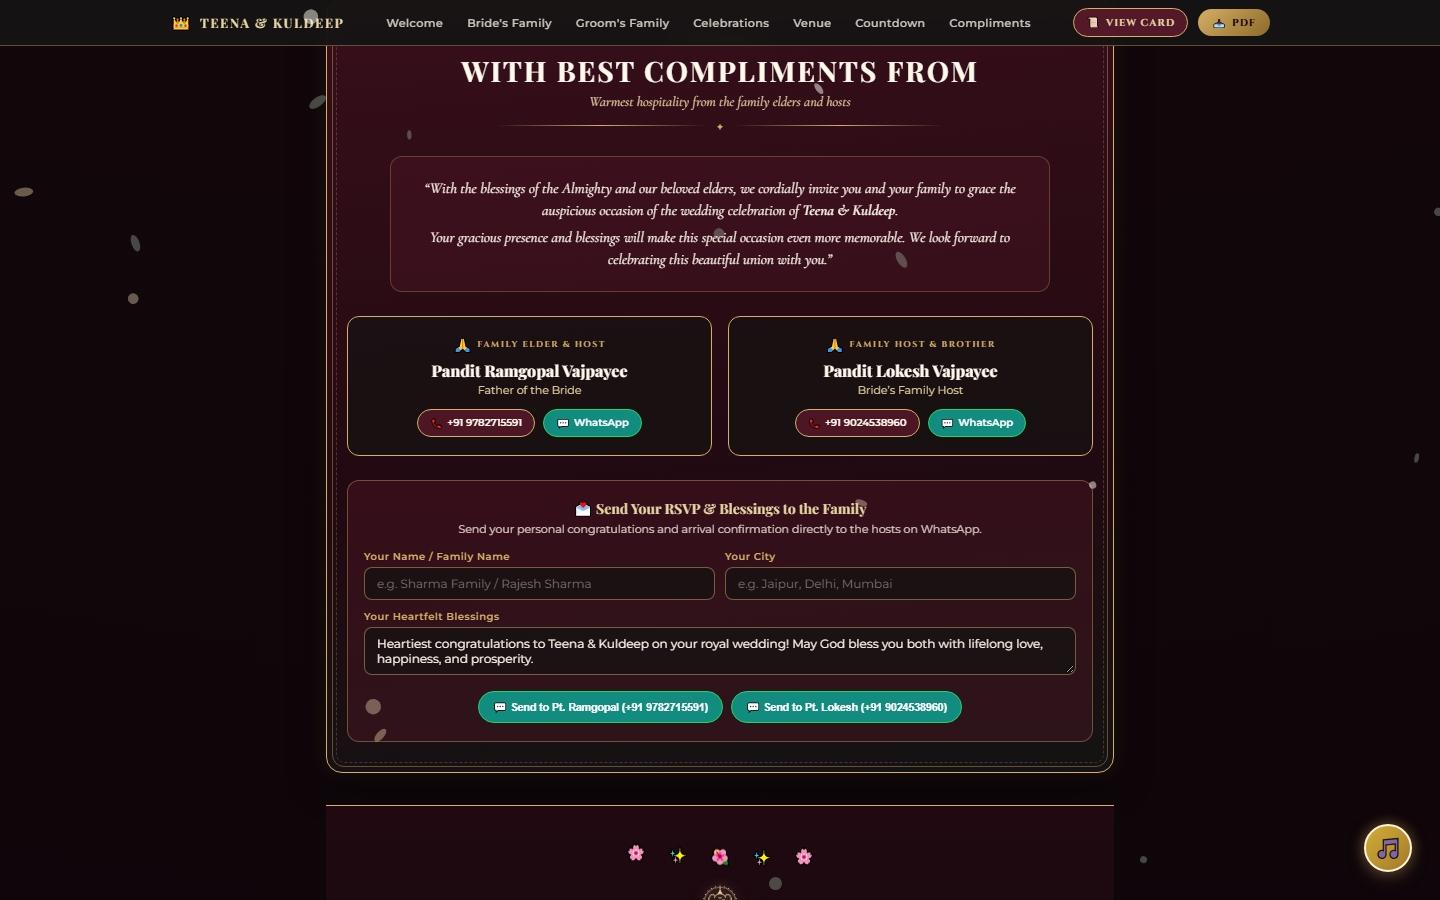 TEENA & KULDEEP
Welcome
Bride's Family
Groom's Family
Celebrations
Venue
Countdown
Compliments
VIEW CARD
PDF
WITH BEST COMPLIMENTS FROM
Warmest hospitality from the family elders and hosts
“With the blessings of the Almighty and our beloved elders, we cordially invite you and your family to grace the
auspicious occasion of the wedding celebration of Teena & Kuldeep.
Your gracious presence and blessings will make this special occasion even more memorable. We look forward to
celebrating this beautiful union with you.”
FAMILY ELDER & HOST
Pandit Ramgopal Vajpayee
Father of the Bride
+91 9782715591
WhatsApp
FAMILY HOST & BROTHER
Pandit Lokesh Vajpayee
Bride's Family Host
+91 9024538960
WhatsApp
Send Your RSVP & Blessings to the Family
Send your personal congratulations and arrival confirmation directly to the hosts on WhatsApp.
Your Name / Family Name
e.g. Sharma Family / Rajesh Sharma
Your City
e.g. Jaipur, Delhi, Mumbai
Your Heartfelt Blessings
Heartiest congratulations to Teena & Kuldeep on your royal wedding! May God bless you both with lifelong love,
happiness, and prosperity.
Send to Pt. Ramgopal (+91 9782715591)
Send to Pt. Lokesh (+91 9024538960)